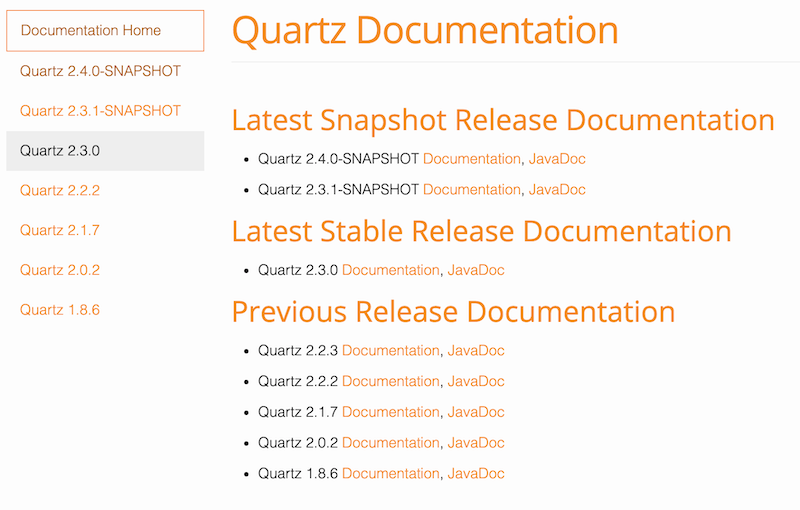 Documentation Home
Quartz 2.4.0-SNAPSHOT
Quartz 2.3.1-SNAPSHOT
Quartz 2.3.0
Quartz 2.2.2
Quartz 2.1.7
Quartz 2.0.2
Quartz 1.8.6
Quartz Documentation
Latest Snapshot Release Documentation
Quartz 2.4.0-SNAPSHOT Documentation, JavaDoc
Quartz 2.3.1-SNAPSHOT Documentation, JavaDoc
Latest Stable Release Documentation
Quartz 2.3.0 Documentation, JavaDoc
Previous Release Documentation
Quartz 2.2.3 Documentation, JavaDoc
Quartz 2.2.2 Documentation, JavaDoc
Quartz 2.1.7 Documentation, JavaDoc
Quartz 2.0.2 Documentation, JavaDoc
Quartz 1.8.6 Documentation, JavaDoc